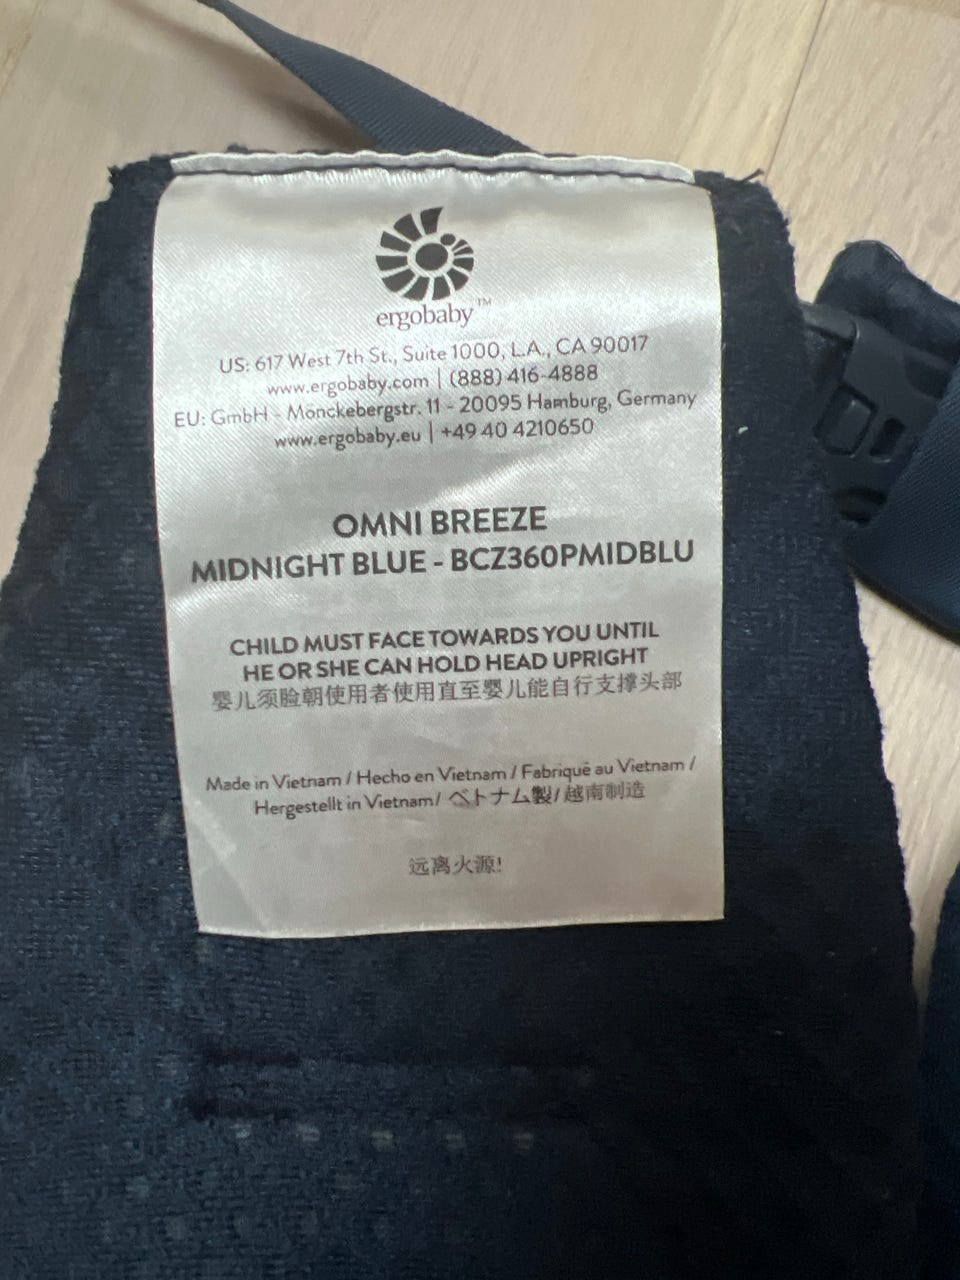 ergobaby™
US: 617 West 7th St., Suite 1000, L.A., CA 90017
www.ergobaby.com | (888) 416-4888
EU: GmbH - Mönckebergstr. 11 - 20095 Hamburg, Germany
www.ergobaby.eu | +49 40 4210650
OMNI BREEZE
MIDNIGHT BLUE - BCZ360PMIDBLU
CHILD MUST FACE TOWARDS YOU UNTIL
HE OR SHE CAN HOLD HEAD UPRIGHT
婴儿须脸朝使用者使用直至婴儿能自行支撑头部
Made in Vietnam / Hecho en Vietnam / Fabriqué au Vietnam /
Hergestellt in Vietnam/ ベトナム製/越南制造
远离火源!